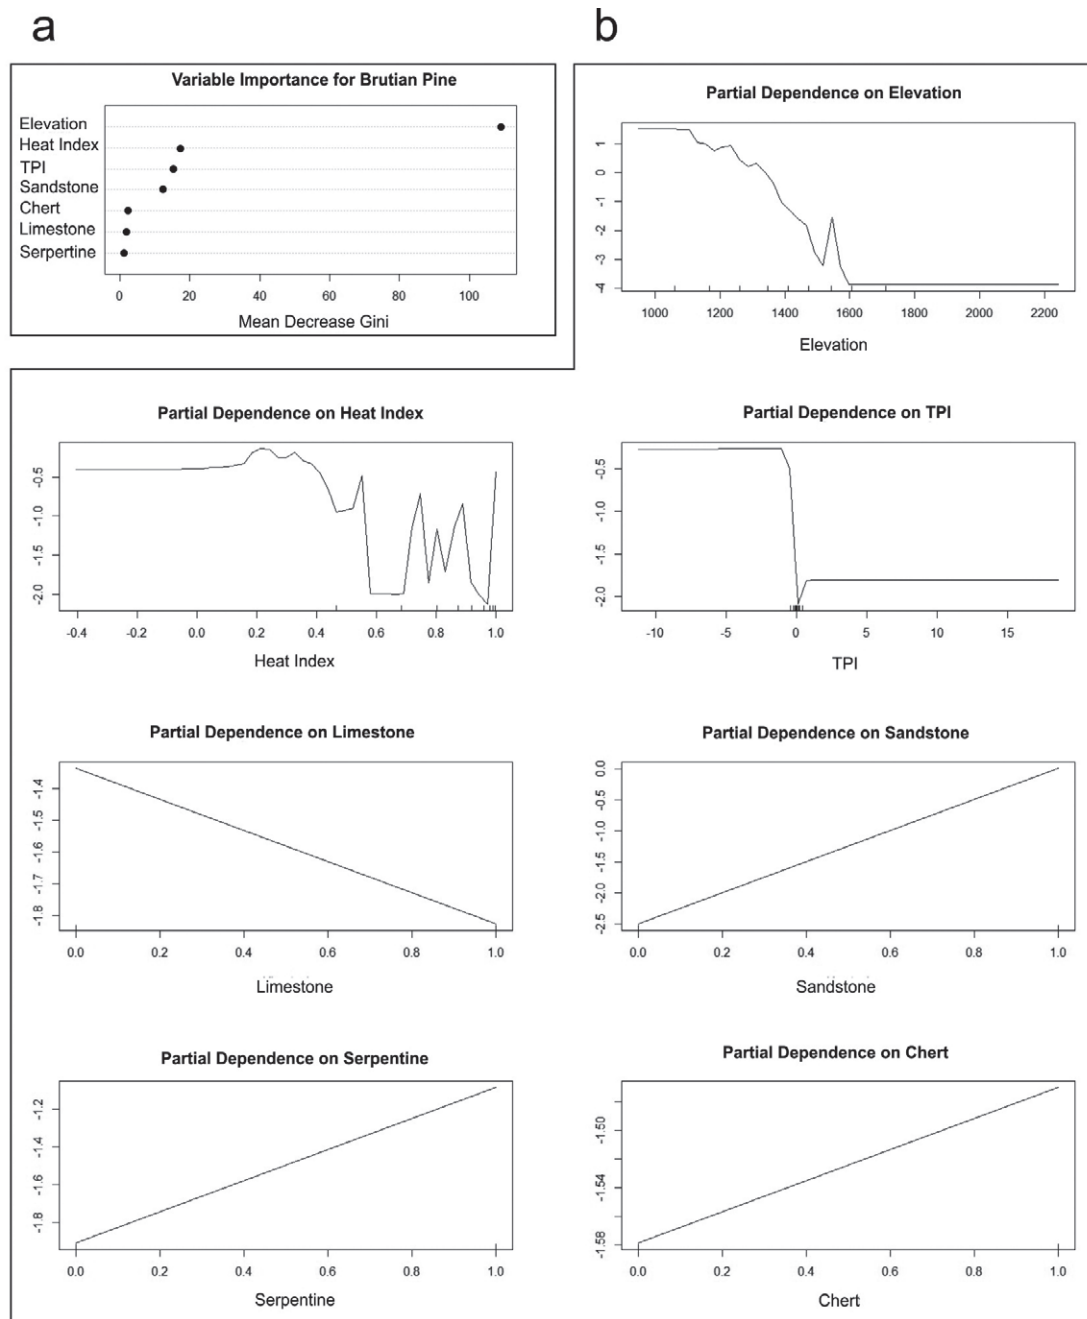 a
b
Variable Importance for Brutian Pine
Elevation
Heat Index
TPI
Sandstone
Chert
Limestone
Serpertine
0 20 40 60 80 100
Mean Decrease Gini
Partial Dependence on Elevation
1
0
-1
-2
-3
-4
1000 1200 1400 1600 1800 2000 2200
Elevation
Partial Dependence on Heat Index
-0.5
-1.0
-1.5
-2.0
-0.4 -0.2 0.0 0.2 0.4 0.6 0.8 1.0
Heat Index
Partial Dependence on TPI
-0.5
-1.0
-1.5
-2.0
-10 -5 0 5 10 15
TPI
Partial Dependence on Limestone
-1.4
-1.5
-1.6
-1.7
-1.8
0.0 0.2 0.4 0.6 0.8 1.0
Limestone
Partial Dependence on Sandstone
0.0
-0.5
-1.0
-1.5
-2.0
-2.5
0.0 0.2 0.4 0.6 0.8 1.0
Sandstone
Partial Dependence on Serpentine
-1.2
-1.4
-1.6
-1.8
0.0 0.2 0.4 0.6 0.8 1.0
Serpentine
Partial Dependence on Chert
-1.50
-1.54
-1.58
0.0 0.2 0.4 0.6 0.8 1.0
Chert